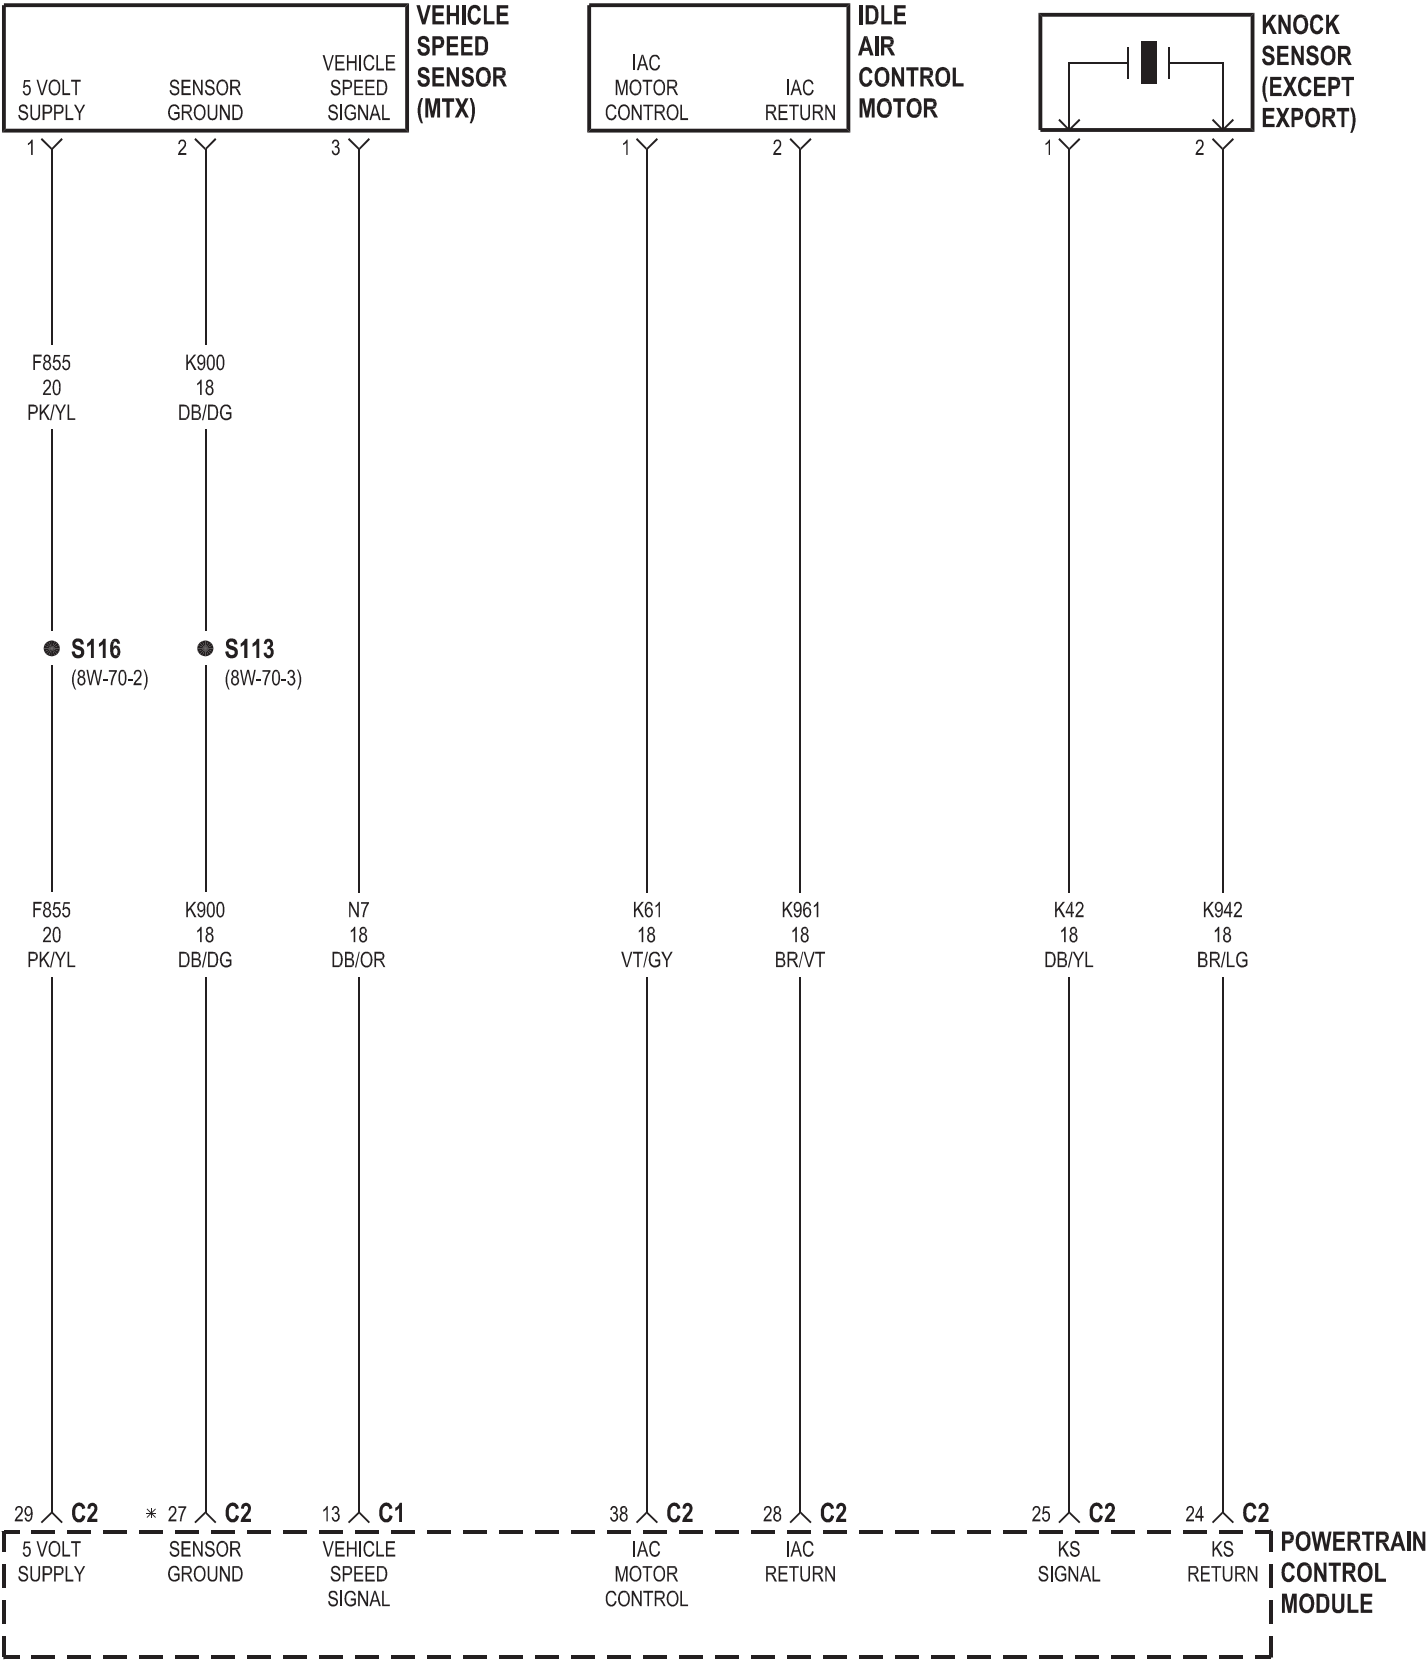 VEHICLE
SPEED
SENSOR
(MTX)
5 VOLT
SUPPLY
SENSOR
GROUND
VEHICLE
SPEED
SIGNAL
IDLE
AIR
CONTROL
MOTOR
IAC
MOTOR
CONTROL
IAC
RETURN
KNOCK
SENSOR
(EXCEPT
EXPORT)
1
2
3
1
2
1
2
F855
20
PK/YL
K900
18
DB/DG
S116
(8W-70-2)
S113
(8W-70-3)
F855
20
PK/YL
K900
18
DB/DG
N7
18
DB/OR
K61
18
VT/GY
K961
18
BR/VT
K42
18
DB/YL
K942
18
BR/LG
29 C2
* 27 C2
13 C1
38 C2
28 C2
25 C2
24 C2
5 VOLT
SUPPLY
SENSOR
GROUND
VEHICLE
SPEED
SIGNAL
IAC
MOTOR
CONTROL
IAC
RETURN
KS
SIGNAL
KS
RETURN
POWERTRAIN
CONTROL
MODULE